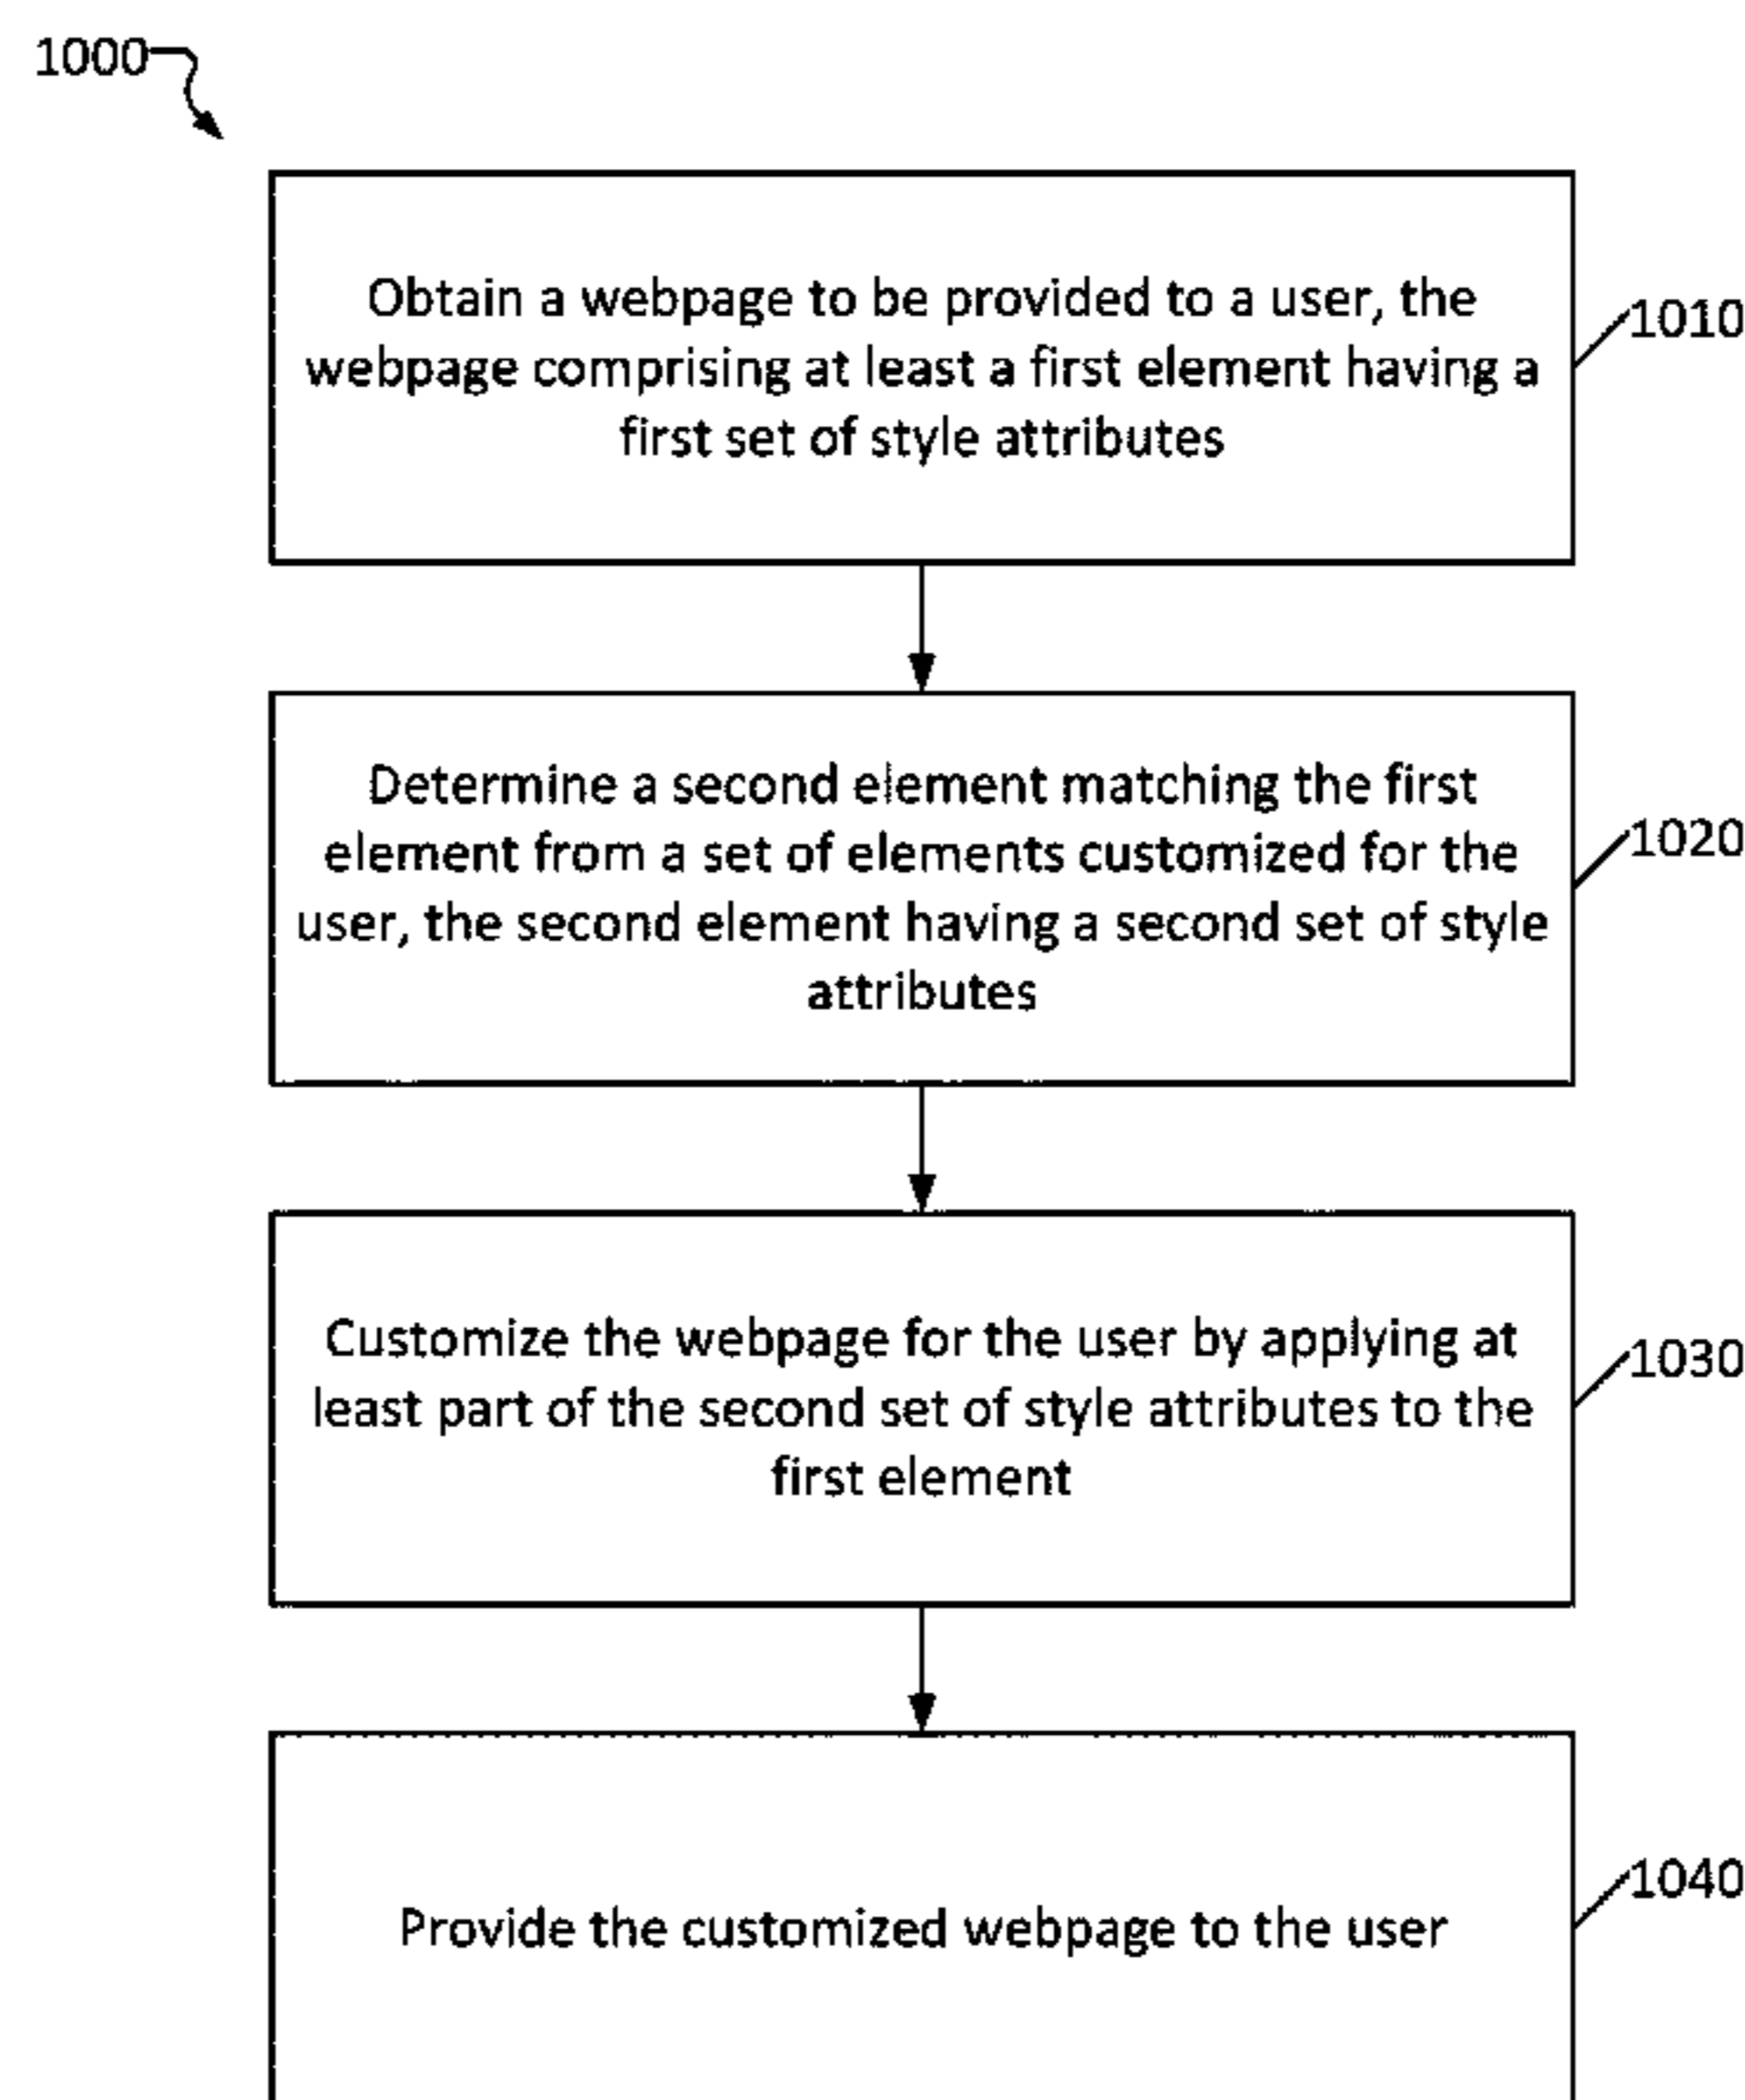 1000
Obtain a webpage to be provided to a user, the
webpage comprising at least a first element having a
first set of style attributes
1010
Determine a second element matching the first
element from a set of elements customized for the
user, the second element having a second set of style
attributes
1020
Customize the webpage for the user by applying at
least part of the second set of style attributes to the
first element
1030
Provide the customized webpage to the user
1040